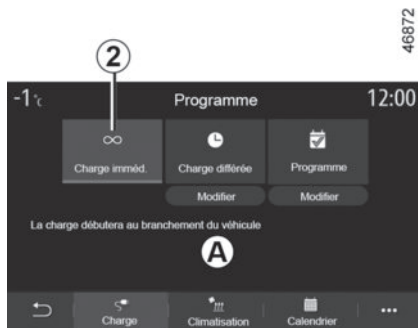 46872
2
-1°c Programme 12:00
Charge imméd. Charge différée Programme
Modifier Modifier
La charge débutera au branchement du véhicule
A
Charge Climatisation Calendrier